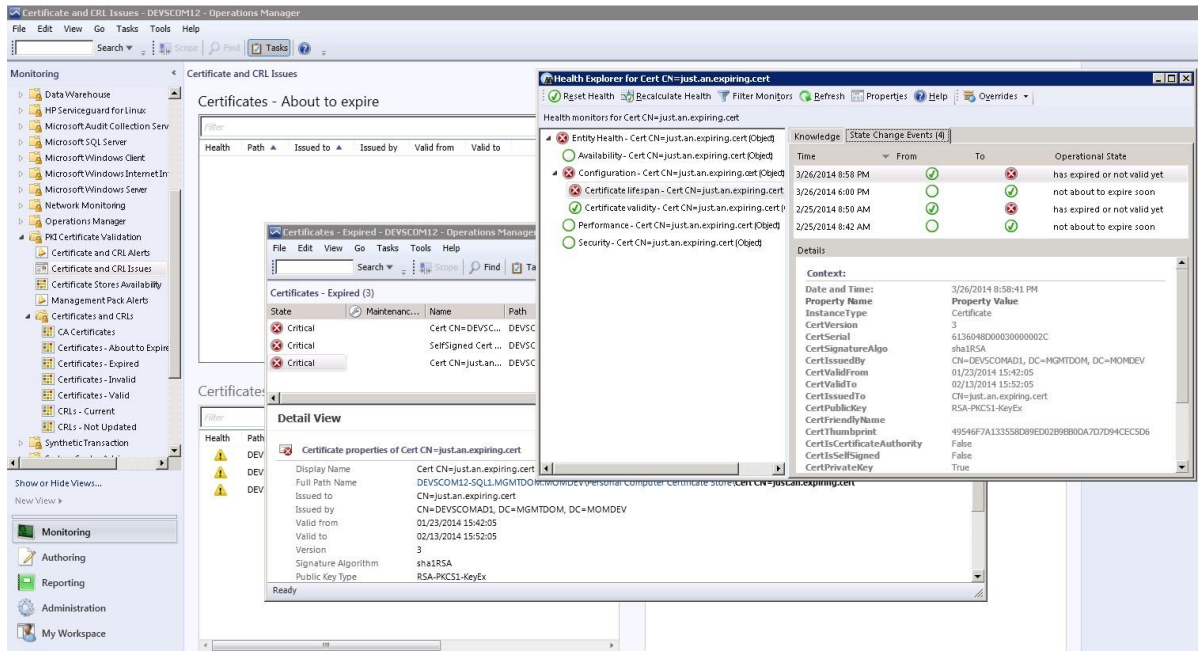 Certificate and CRL Issues - DEVSCOM12 - Operations Manager
File Edit View Go Tasks Tools Help
Search Scope Find Tasks
Monitoring
Data Warehouse
HP Serviceguard for Linux
Microsoft Audit Collection Serv
Microsoft SQL Server
Microsoft Windows Client
Microsoft Windows Internet In
Microsoft Windows Server
Network Monitoring
Operations Manager
PKI Certificate Validation
Certificate and CRL Alerts
Certificate and CRL Issues
Certificate Stores Availability
Management Pack Alerts
Certificates and CRLs
CA Certificates
Certificates - About to Expire
Certificates - Expired
Certificates - Invalid
Certificates - Valid
CRLs - Current
CRLs - Not Updated
Synthetic Transaction
Show or Hide Views...
New View
Monitoring
Authoring
Reporting
Administration
My Workspace
Certificate and CRL Issues
Certificates - About to expire
Filter
Health Path Issued to Issued by Valid from Valid to
Certificates
Filter
Health Path
DEV
DEV
DEV
Certificates - Expired - DEVSCOM12 - Operations Manager
File Edit View Go Tasks Tools Help
Search Scope Find Ta
Certificates - Expired (3)
State Maintenanc... Name Path
Critical Cert CN=DEVSC... DEVSC
Critical SelfSigned Cert ... DEVSC
Critical Cert CN=just.an... DEVSC
Detail View
Certificate properties of Cert CN=just.an.expiring.cert
Display Name Cert CN=just.an.expiring.cert
Full Path Name DEVSCOM12-SQL1.MGMTDOM.MOMDEV\Personal Computer Certificate Store\Cert CN=just.an.expiring.cert
Issued to CN=just.an.expiring.cert
Issued by CN=DEVSCOMAD1, DC=MGMTDOM, DC=MOMDEV
Valid from 01/23/2014 15:42:05
Valid to 02/13/2014 15:52:05
Version 3
Signature Algorithm sha1RSA
Public Key Type RSA-PKCS1-KeyEx
Ready
Health Explorer for Cert CN=just.an.expiring.cert
Reset Health Recalculate Health Filter Monitors Refresh Properties Help Overrides
Health monitors for Cert CN=just.an.expiring.cert
Entity Health - Cert CN=just.an.expiring.cert (Object)
Availability - Cert CN=just.an.expiring.cert (Object)
Configuration - Cert CN=just.an.expiring.cert (Object)
Certificate lifespan - Cert CN=just.an.expiring.cert
Certificate validity - Cert CN=just.an.expiring.cert (
Performance - Cert CN=just.an.expiring.cert (Object)
Security - Cert CN=just.an.expiring.cert (Object)
Knowledge State Change Events (4)
Time From To Operational State
3/26/2014 8:58 PM has expired or not valid yet
3/26/2014 6:00 PM not about to expire soon
2/25/2014 8:50 AM has expired or not valid yet
2/25/2014 8:42 AM not about to expire soon
Details
Context:
Date and Time: 3/26/2014 8:58:41 PM
Property Name Property Value
InstanceType Certificate
CertVersion 3
CertSerial 6136048D00030000002C
CertSignatureAlgo sha1RSA
CertIssuedBy CN=DEVSCOMAD1, DC=MGMTDOM, DC=MOMDEV
CertValidFrom 01/23/2014 15:42:05
CertValidTo 02/13/2014 15:52:05
CertIssuedTo CN=just.an.expiring.cert
CertPublicKey RSA-PKCS1-KeyEx
CertFriendlyName
CertThumbprint 49546F7A133558D89ED02B9BB0DA7D7D94CEC5D6
CertIsCertificateAuthority False
CertIsSelfSigned False
CertPrivateKey True